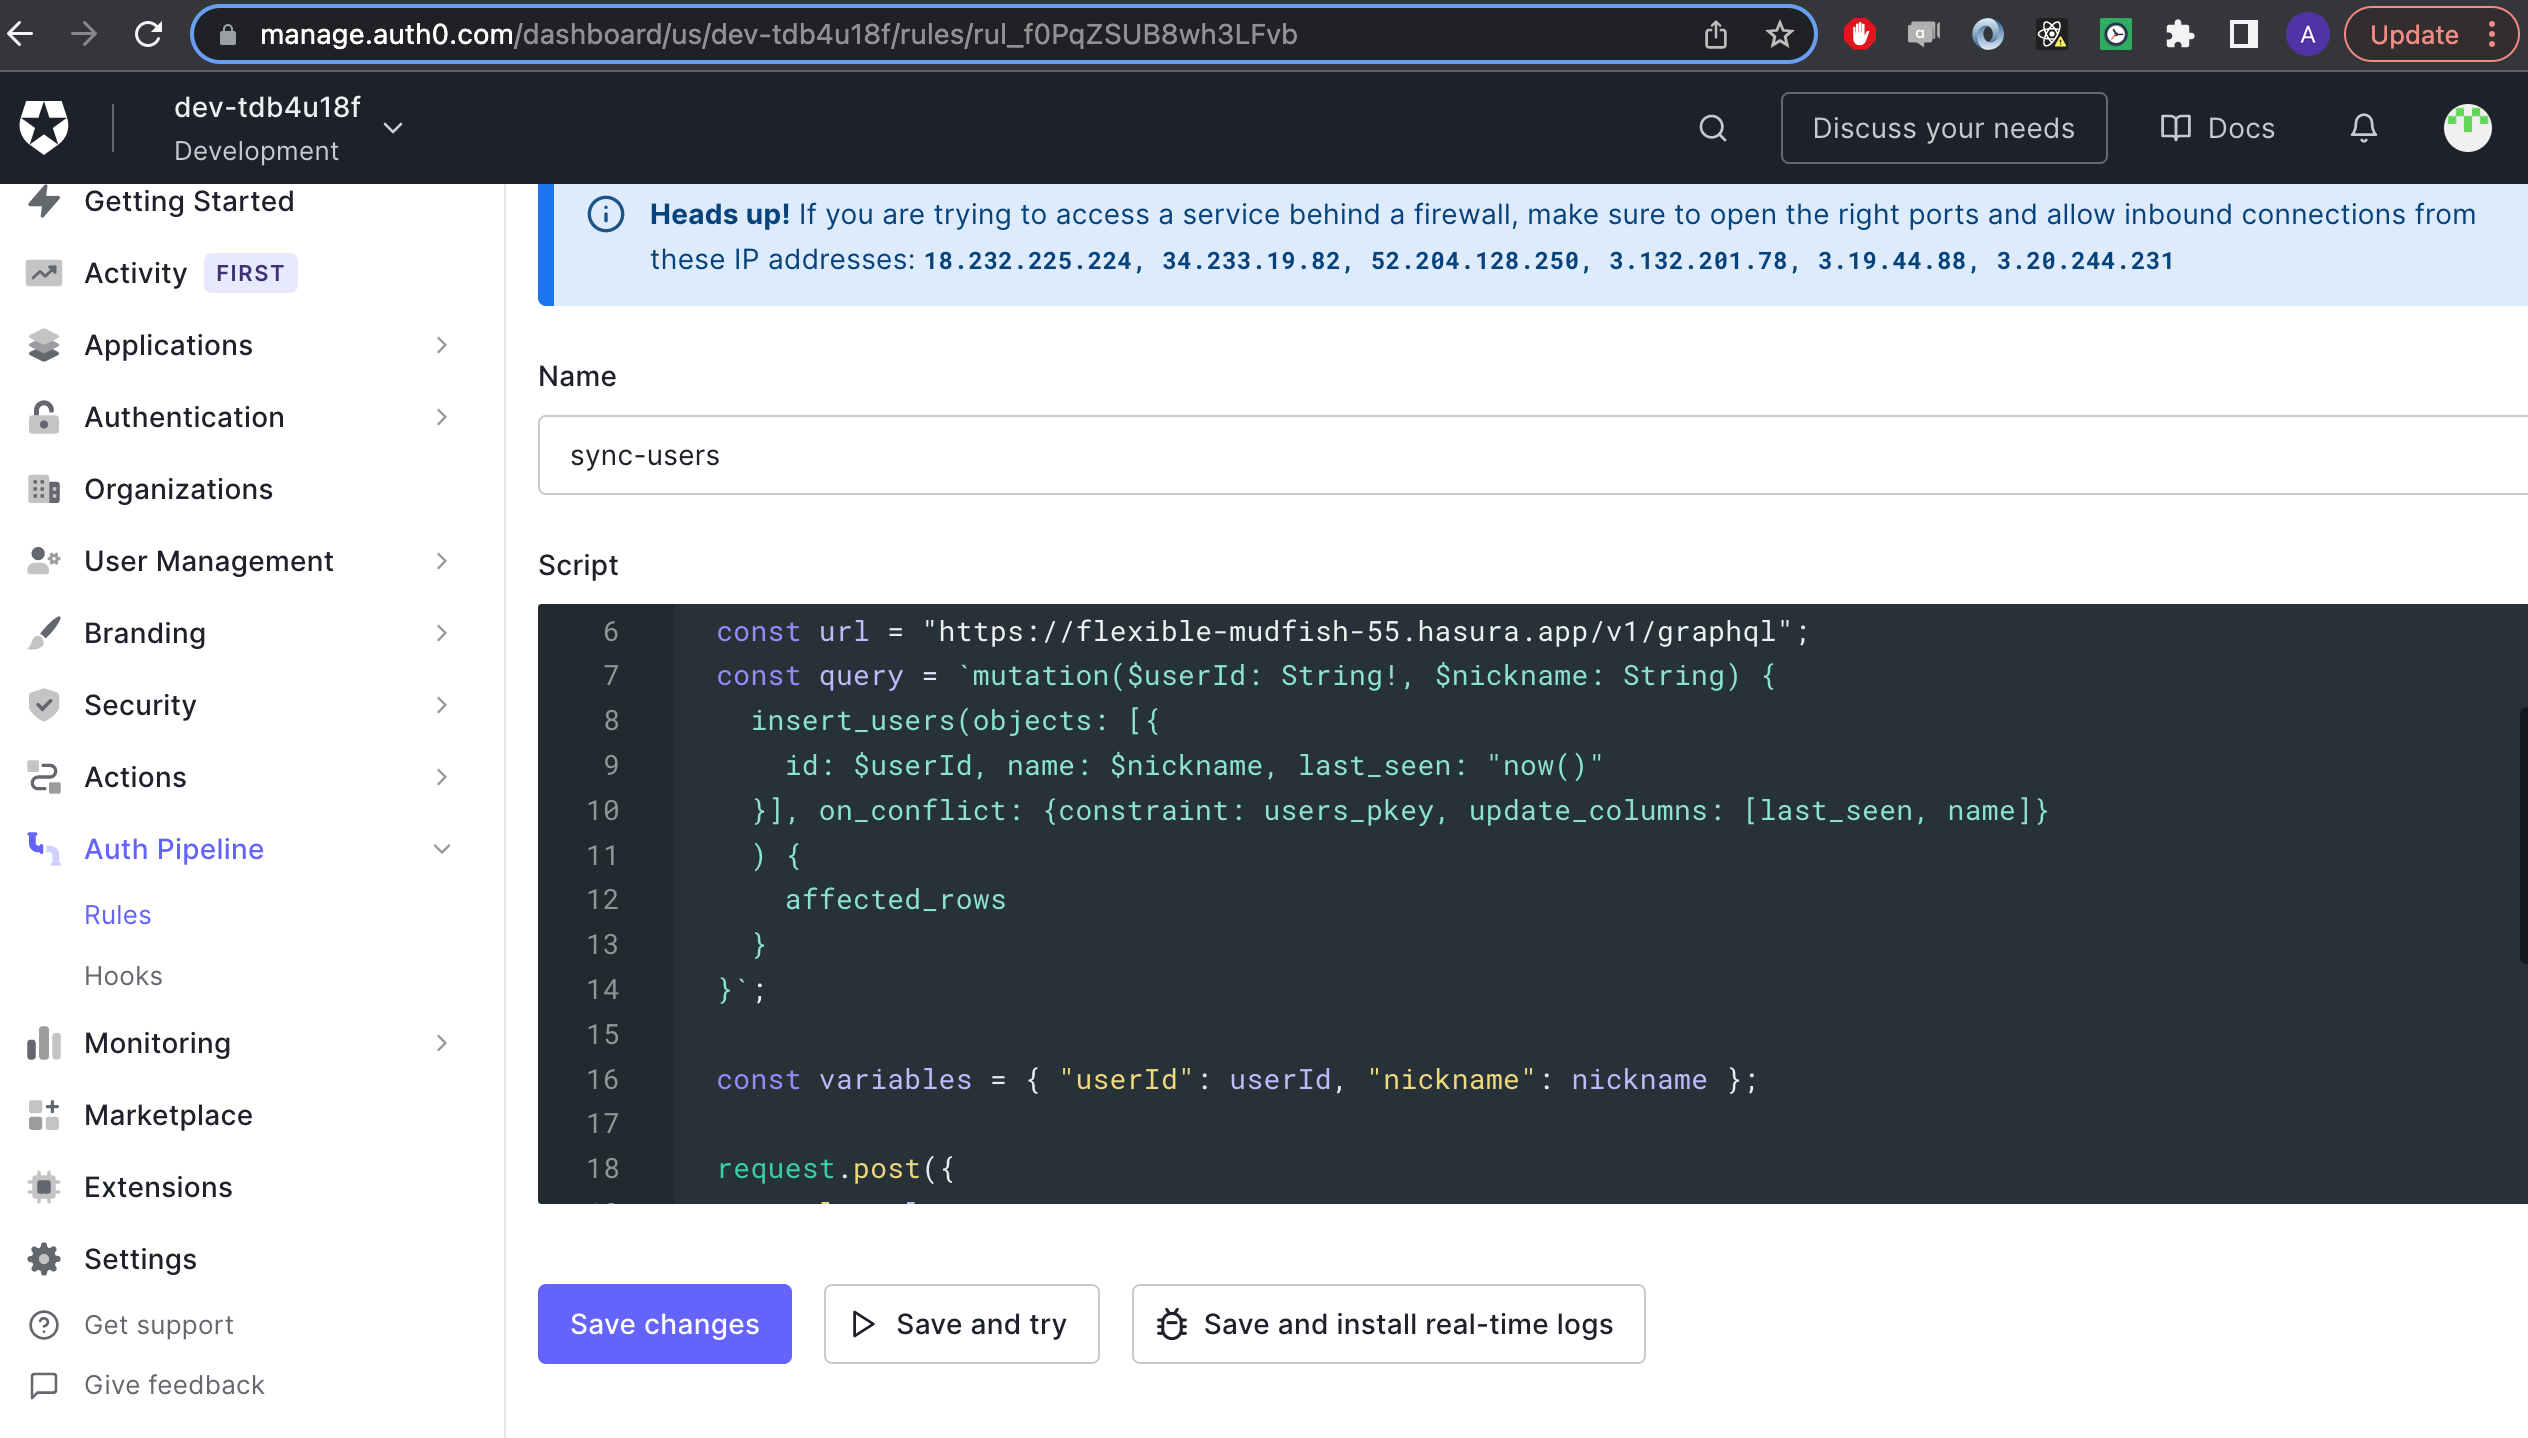 manage.auth0.com/dashboard/us/dev-tdb4u18f/rules/rul_f0PqZSUB8wh3LFvb
A
Update
dev-tdb4u18f
Development
Discuss your needs
Docs
Getting Started
Activity FIRST
Applications
Authentication
Organizations
User Management
Branding
Security
Actions
Auth Pipeline
Rules
Hooks
Monitoring
Marketplace
Extensions
Settings
Get support
Give feedback
Heads up! If you are trying to access a service behind a firewall, make sure to open the right ports and allow inbound connections from
these IP addresses: 18.232.225.224, 34.233.19.82, 52.204.128.250, 3.132.201.78, 3.19.44.88, 3.20.244.231
Name
sync-users
Script
6 const url = "https://flexible-mudfish-55.hasura.app/v1/graphql";
7 const query = `mutation($userId: String!, $nickname: String) {
8 insert_users(objects: [{
9 id: $userId, name: $nickname, last_seen: "now()"
10 }], on_conflict: {constraint: users_pkey, update_columns: [last_seen, name]}
11 ) {
12 affected_rows
13 }
14 }`;
15
16 const variables = { "userId": userId, "nickname": nickname };
17
18 request.post({
Save changes
Save and try
Save and install real-time logs